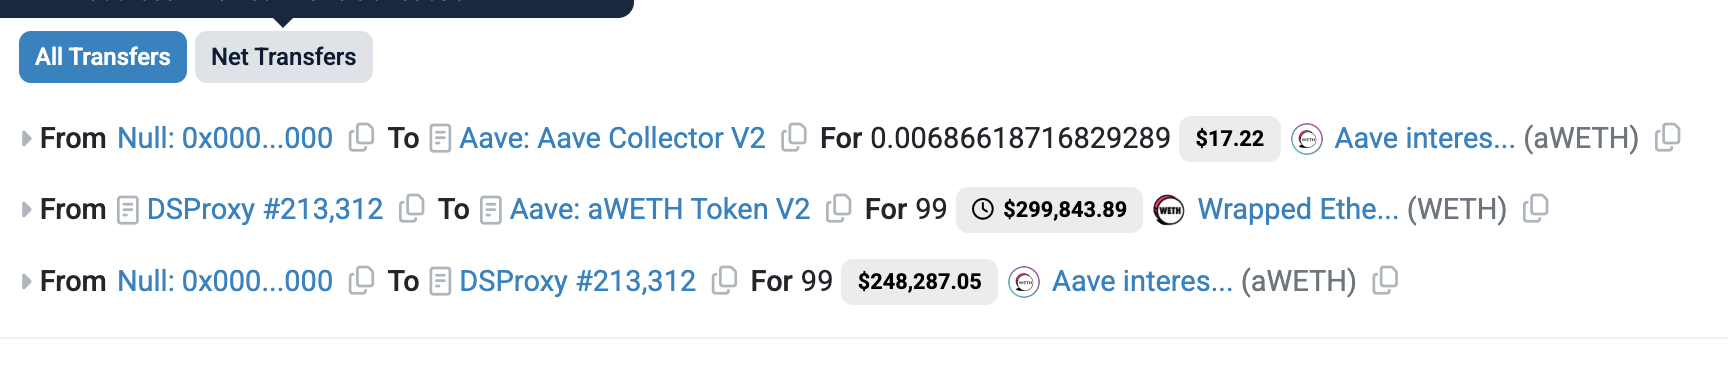 All Transfers Net Transfers
From Null: 0x000...000 To Aave: Aave Collector V2 For 0.00686618716829289 $17.22 Aave interes... (aWETH)
From DSProxy #213,312 To Aave: aWETH Token V2 For 99 $299,843.89 WETH Wrapped Ethe... (WETH)
From Null: 0x000...000 To DSProxy #213,312 For 99 $248,287.05 Aave interes... (aWETH)